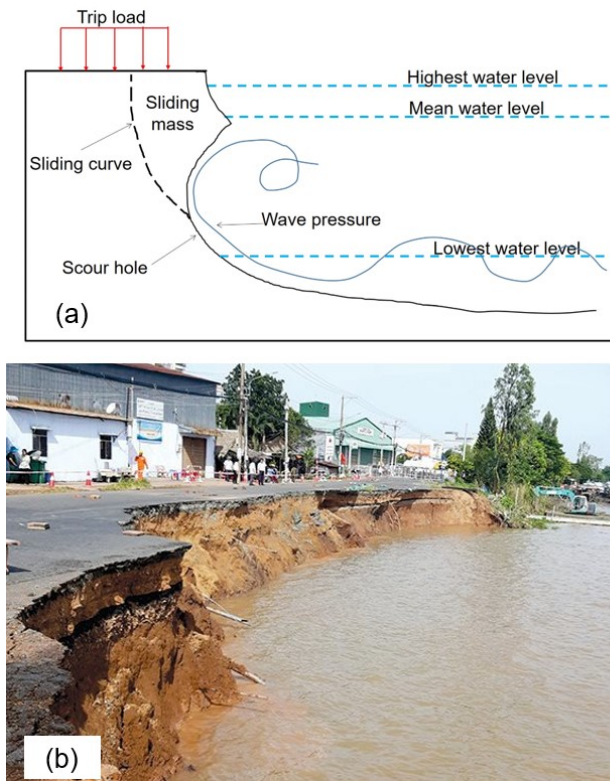 Trip load
Highest water level
Sliding
mass
Mean water level
Sliding curve
Wave pressure
Lowest water level
Scour hole
(a)
(b)